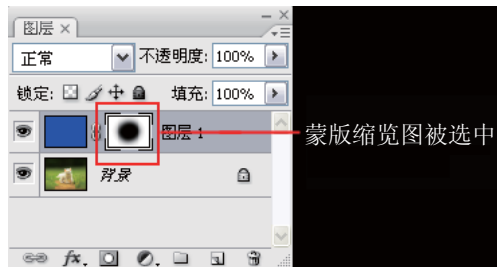 图层 ×
正常 不透明度: 100%
锁定: 填充: 100%
图层 1
蒙版缩览图被选中
背景
fx.